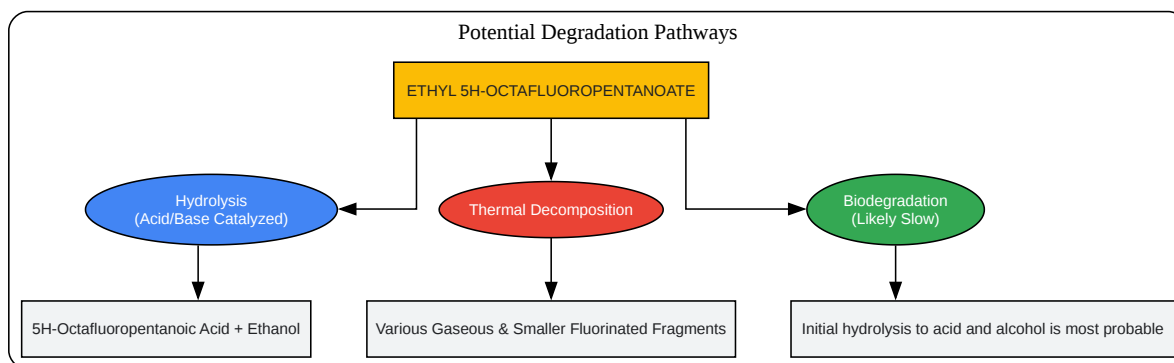 Potential Degradation Pathways
ETHYL 5H-OCTAFLUOROPENTANOATE
Hydrolysis
(Acid/Base Catalyzed)
Thermal Decomposition
Biodegradation
(Likely Slow)
5H-Octafluoropentanoic Acid + Ethanol
Various Gaseous & Smaller Fluorinated Fragments
Initial hydrolysis to acid and alcohol is most probable